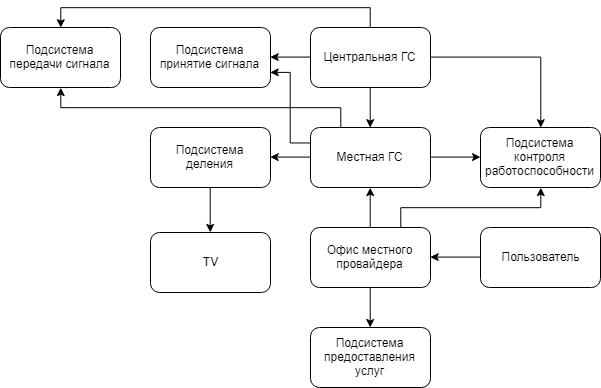 Подсистема
передачи сигнала
Подсистема
принятие сигнала
Центральная ГС
Подсистема
деления
Местная ГС
Подсистема
контроля
работоспособности
TV
Офис местного
провайдера
Пользователь
Подсистема
предоставления
услуг